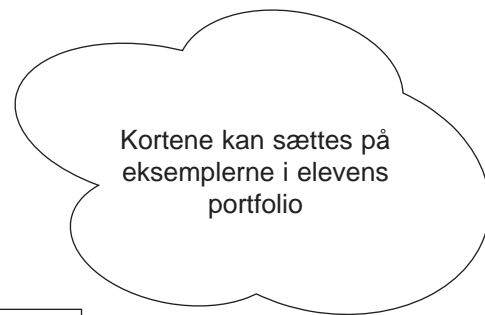 Kortene kan sættes på
eksemplerne i elevens
portfolio